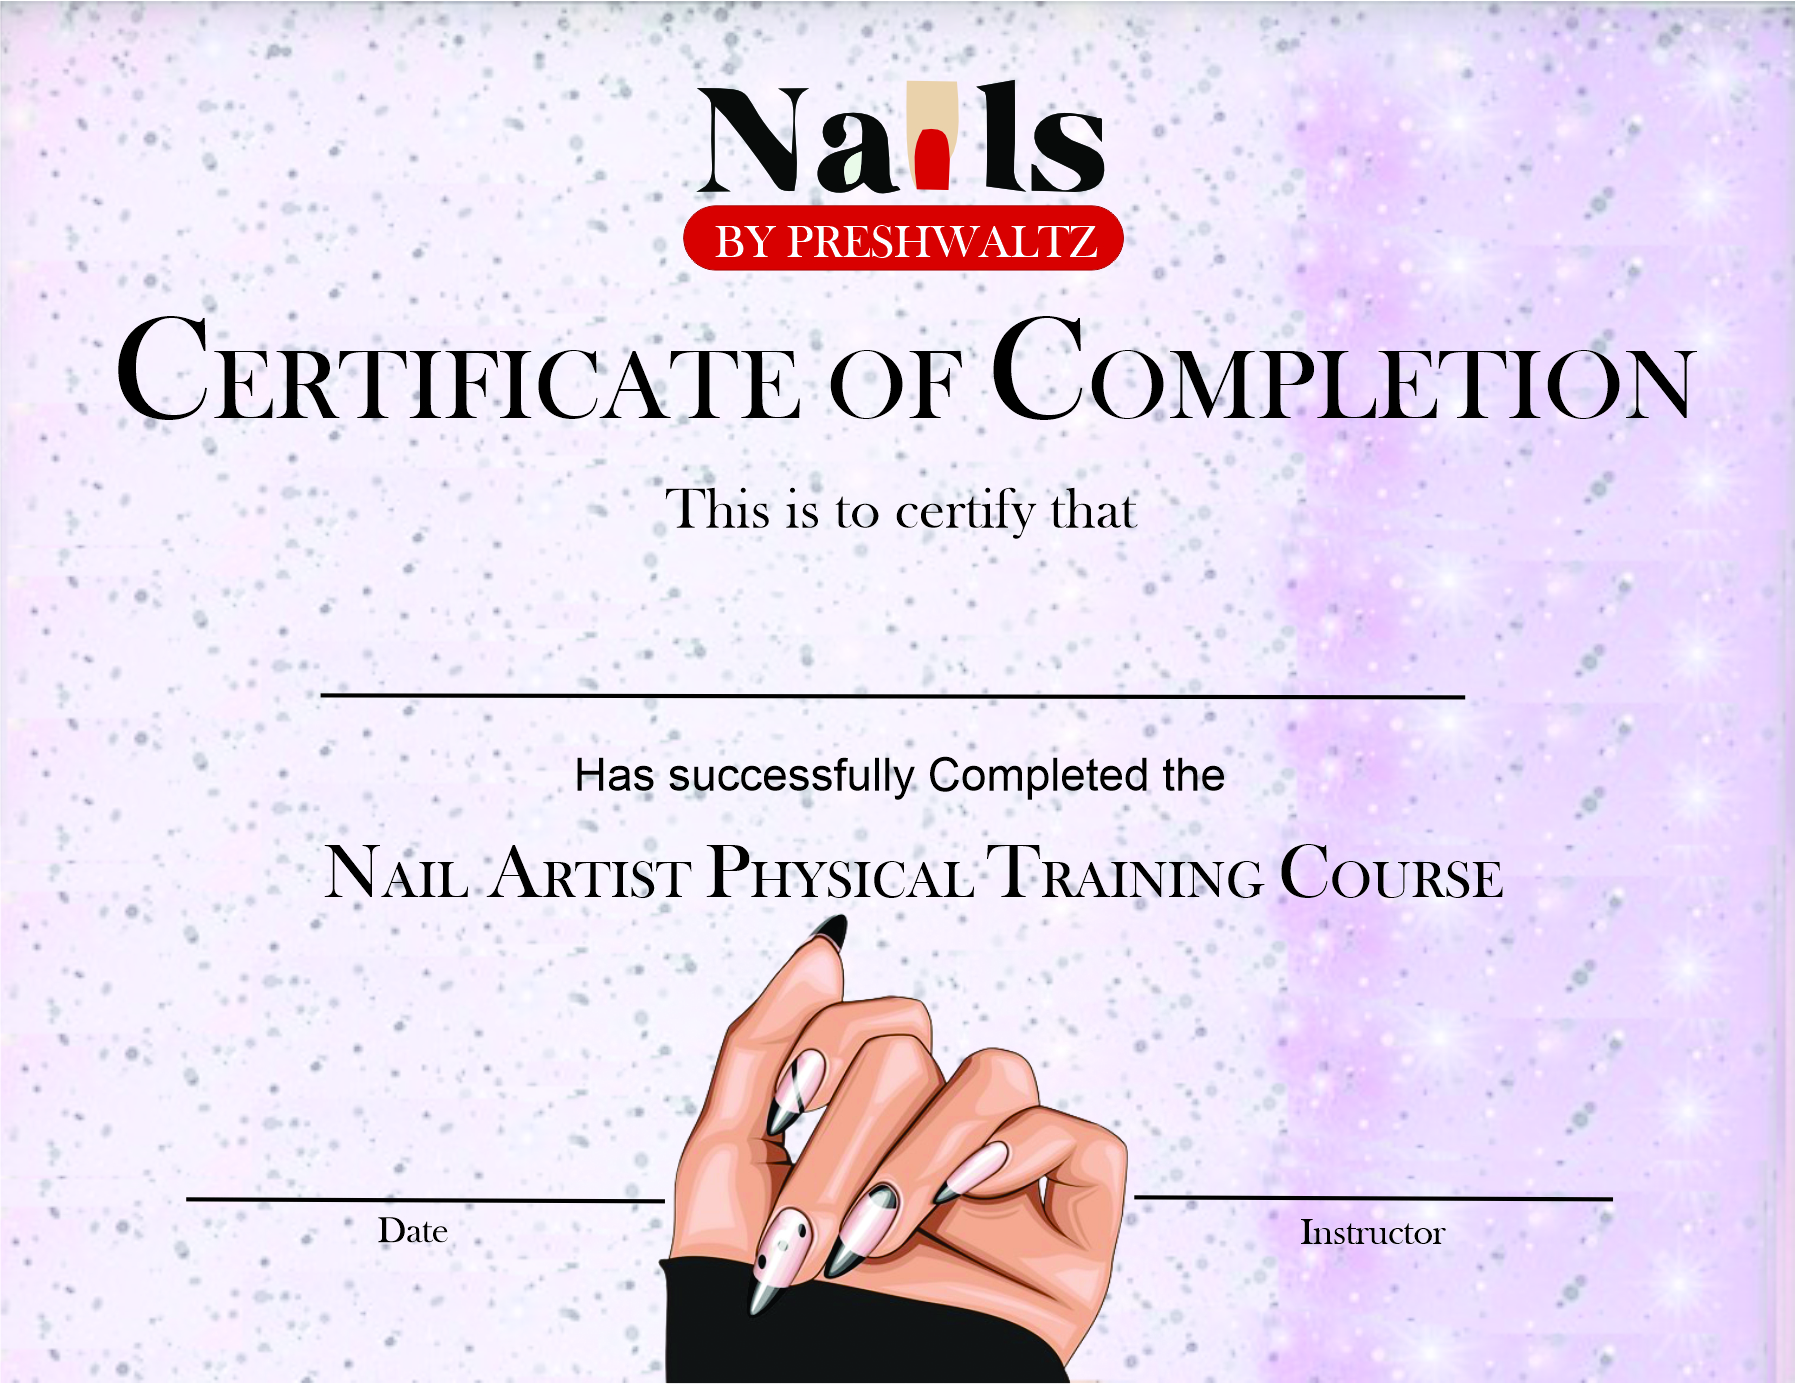 Nails
BY PRESHWALTZ
CERTIFICATE OF COMPLETION
This is to certify that
Has successfully Completed the
NAIL ARTIST PHYSICAL TRAINING COURSE
Date
Instructor